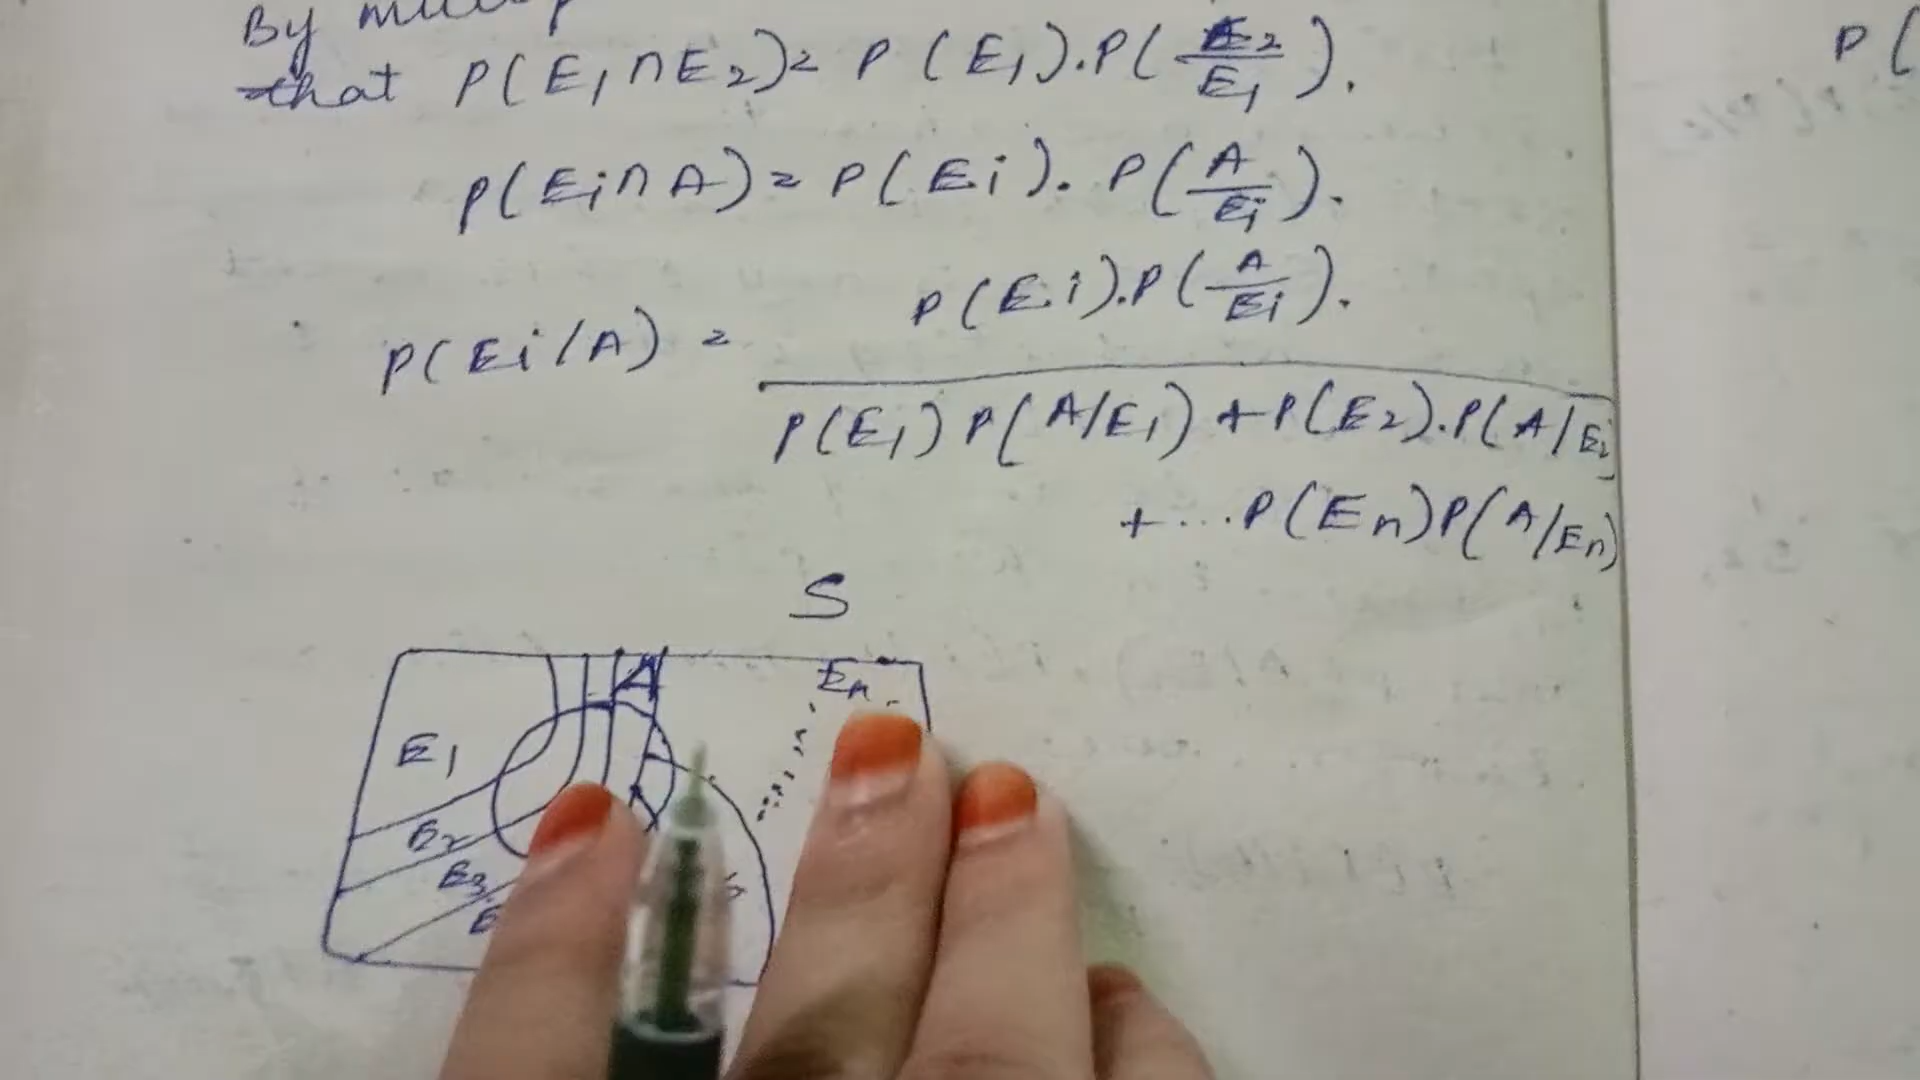 By
that P(E₁∩E₂) = P(E₁).P(E₂/E₁).
P(Ei∩A) = P(Ei). P(A/Ei).
P(Ei/A) = P(Ei).P(A/Ei).
P(E₁) P(A/E₁) + P(E₂).P(A/Ei)
+ ... P(En)P(A/En)
P(
S
A
En
E₁
E₂
E₃